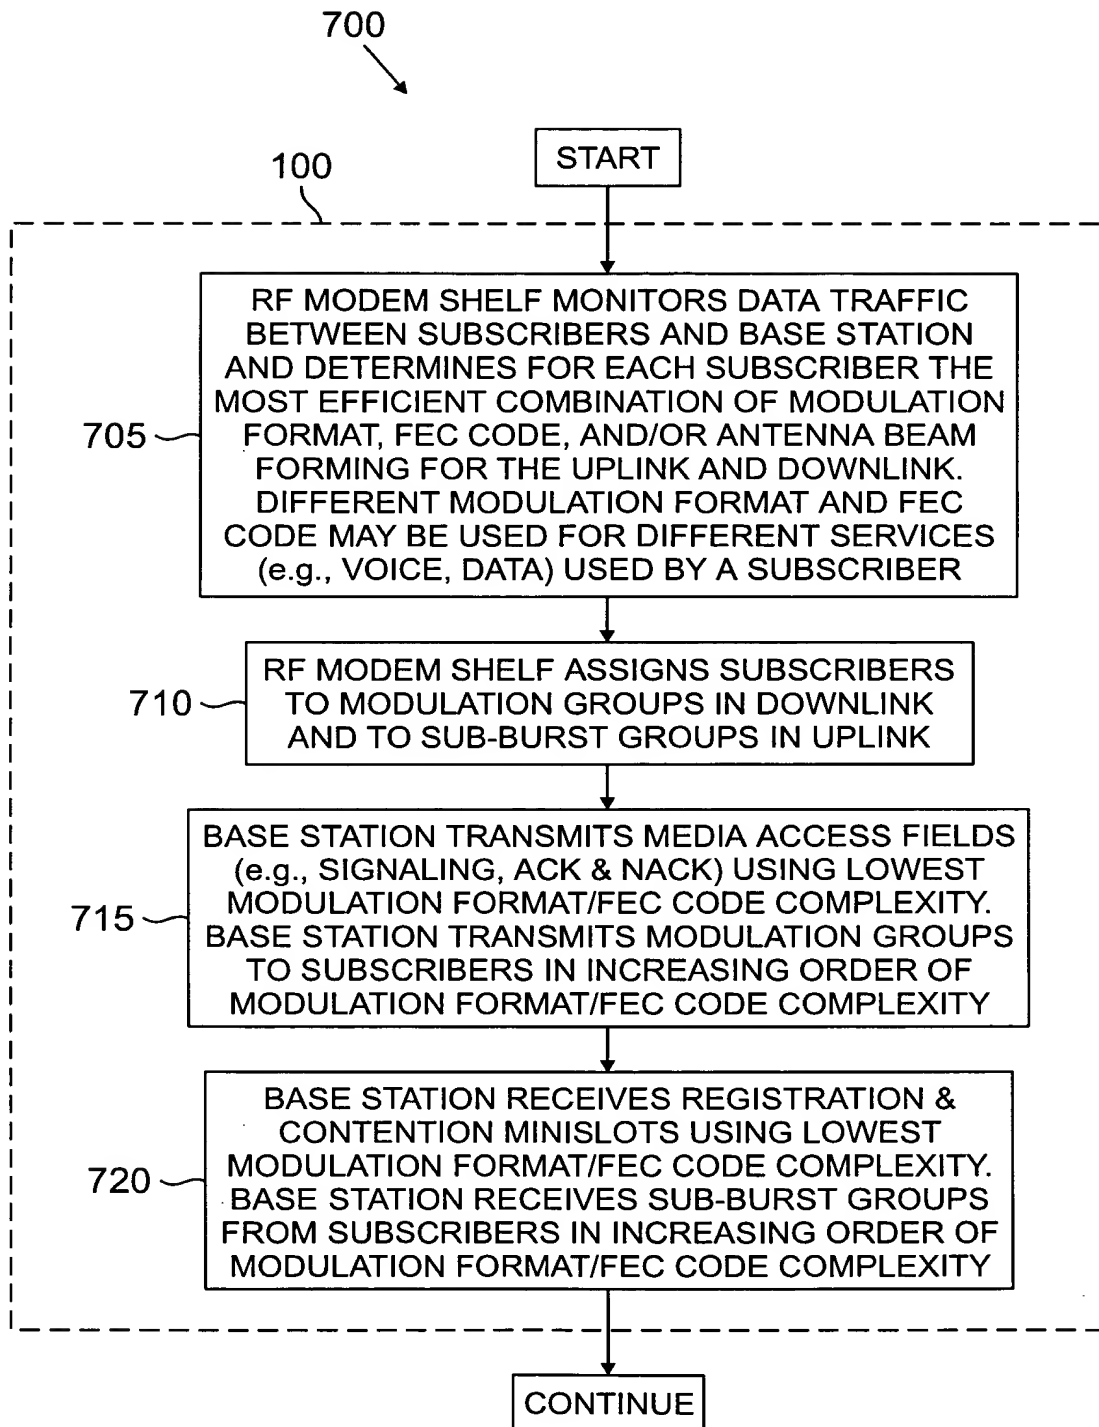 700
START
100
RF MODEM SHELF MONITORS DATA TRAFFIC
BETWEEN SUBSCRIBERS AND BASE STATION
AND DETERMINES FOR EACH SUBSCRIBER THE
MOST EFFICIENT COMBINATION OF MODULATION
FORMAT, FEC CODE, AND/OR ANTENNA BEAM
FORMING FOR THE UPLINK AND DOWNLINK.
DIFFERENT MODULATION FORMAT AND FEC
CODE MAY BE USED FOR DIFFERENT SERVICES
(e.g., VOICE, DATA) USED BY A SUBSCRIBER
705
RF MODEM SHELF ASSIGNS SUBSCRIBERS
TO MODULATION GROUPS IN DOWNLINK
AND TO SUB-BURST GROUPS IN UPLINK
710
BASE STATION TRANSMITS MEDIA ACCESS FIELDS
(e.g., SIGNALING, ACK & NACK) USING LOWEST
MODULATION FORMAT/FEC CODE COMPLEXITY.
BASE STATION TRANSMITS MODULATION GROUPS
TO SUBSCRIBERS IN INCREASING ORDER OF
MODULATION FORMAT/FEC CODE COMPLEXITY
715
BASE STATION RECEIVES REGISTRATION &
CONTENTION MINISLOTS USING LOWEST
MODULATION FORMAT/FEC CODE COMPLEXITY.
BASE STATION RECEIVES SUB-BURST GROUPS
FROM SUBSCRIBERS IN INCREASING ORDER OF
MODULATION FORMAT/FEC CODE COMPLEXITY
720
CONTINUE